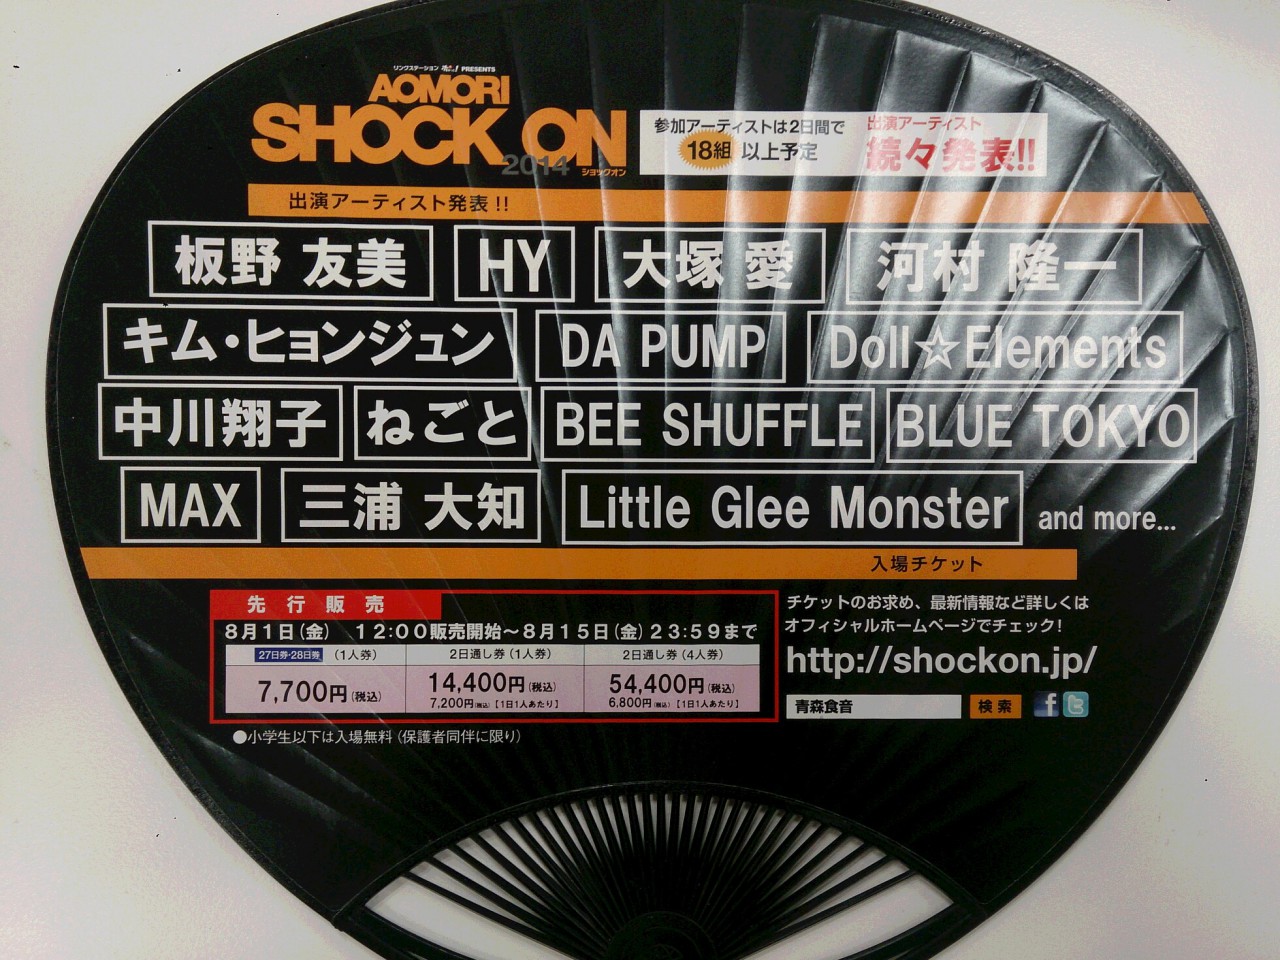 リンクステーション PRESENTS
AOMORI
SHOCK ON
2014 ショックオン
参加アーティストは2日間で
18組 以上予定
出演アーティスト
続々発表!!
出演アーティスト発表!!
板野 友美 HY 大塚 愛 河村 隆一
キム・ヒョンジュン DA PUMP Doll☆Elements
中川翔子 ねごと BEE SHUFFLE BLUE TOKYO
MAX 三浦 大知 Little Glee Monster and more...
入場チケット
先行販売
8月1日(金) 12:00販売開始~8月15日(金)23:59まで
27日券・28日券 (1人券) 2日通し券(1人券) 2日通し券(4人券)
7,700円(税込) 14,400円(税込) 54,400円(税込)
7,200円(税込)【1日1人あたり】 6,800円(税込)【1日1人あたり】
●小学生以下は入場無料(保護者同伴に限り)
チケットのお求め、最新情報など詳しくは
オフィシャルホームページでチェック!
http://shockon.jp/
青森食音 検索